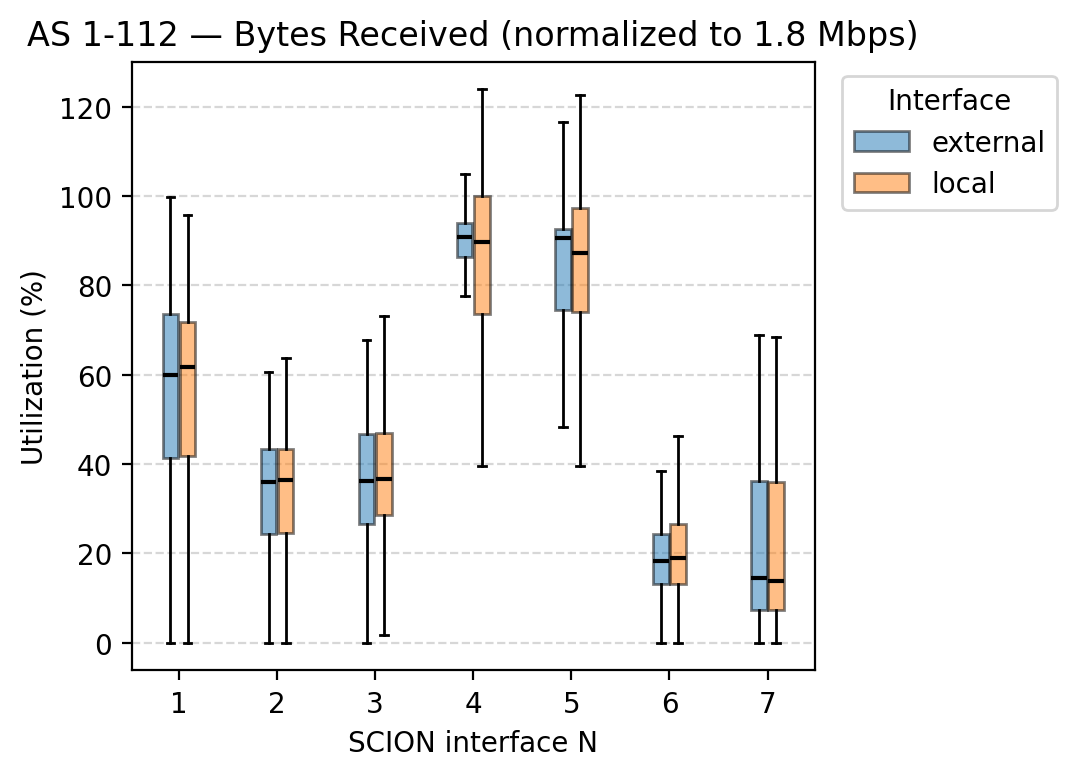 AS 1-112 — Bytes Received (normalized to 1.8 Mbps)
Utilization (%)
120
100
80
60
40
20
0
1 2 3 4 5 6 7
SCION interface N
Interface
external
local